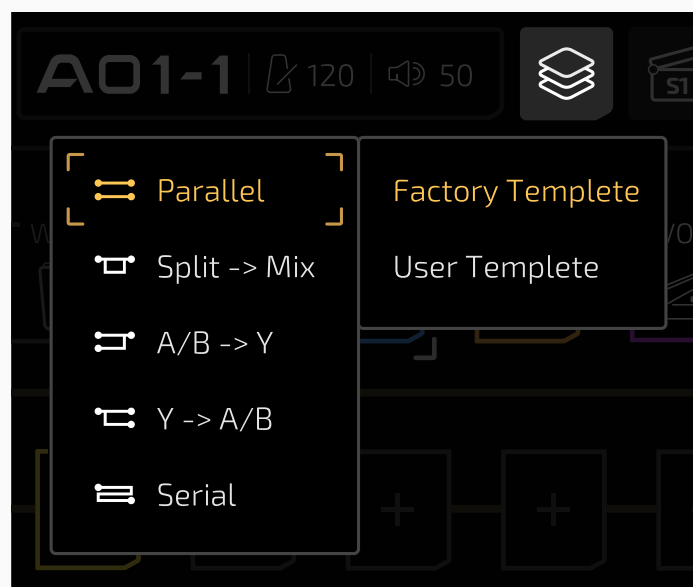 A01-1 120 50
S1
Parallel
Split -> Mix
A/B -> Y
Y -> A/B
Serial
Factory Templete
User Templete